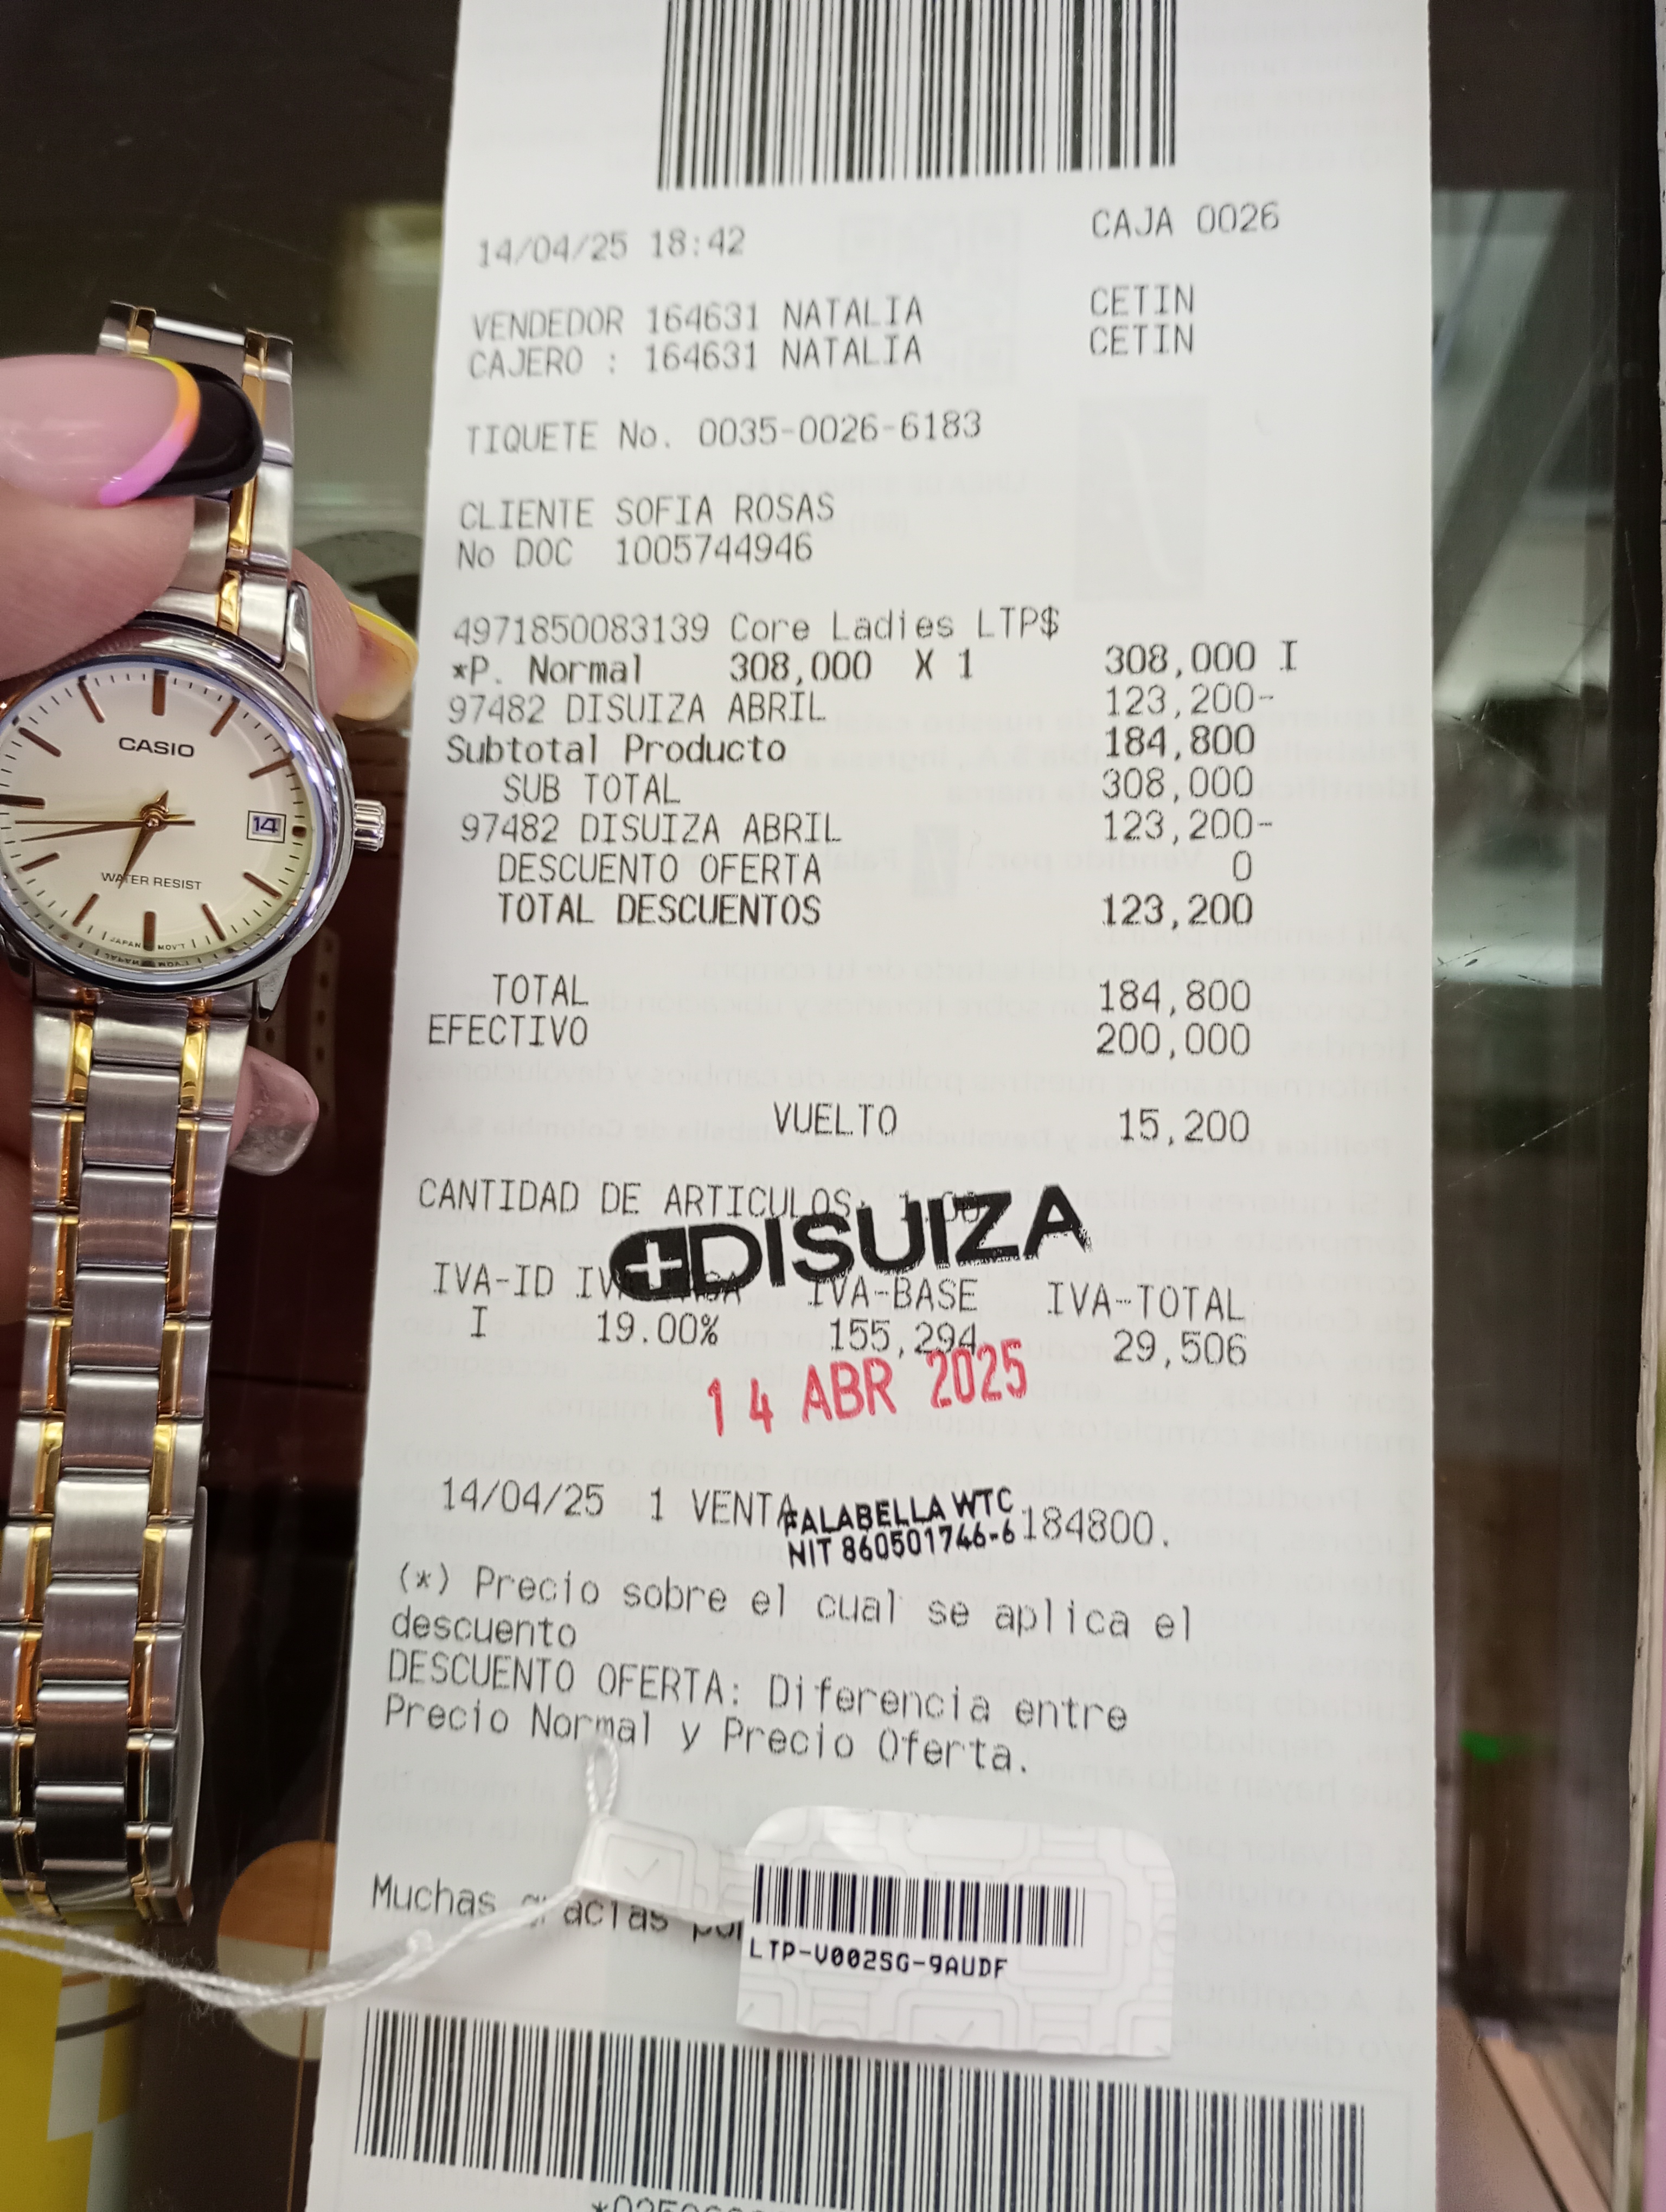 14/04/25 18:42 CAJA 0026
VENDEDOR 164631 NATALIA CETIN
CAJERO : 164631 NATALIA CETIN
TIQUETE No. 0035-0026-6183
CLIENTE SOFIA ROSAS
No DOC 1005744946
4971850083139 Core Ladies LTP$
*P. Normal 308,000 X 1 308,000 I
97482 DISUIZA ABRIL 123,200-
Subtotal Producto 184,800
SUB TOTAL 308,000
97482 DISUIZA ABRIL 123,200-
DESCUENTO OFERTA 0
TOTAL DESCUENTOS 123,200
TOTAL 184,800
EFECTIVO 200,000
VUELTO 15,200
CANTIDAD DE ARTICULOS: 1.00
DISUIZA
IVA-ID IVA-BASE IVA-TOTAL
I 19.00% 155,294 29,506
14 ABR 2025
14/04/25 1 VENTA 184800.
FALABELLA WTC
NIT 860501746-6
(*) Precio sobre el cual se aplica el
descuento
DESCUENTO OFERTA: Diferencia entre
Precio Normal y Precio Oferta.
Muchas gracias por
LTP-V002SG-9AUDF
CASIO
14
WATER RESIST
JAPAN MOV'T